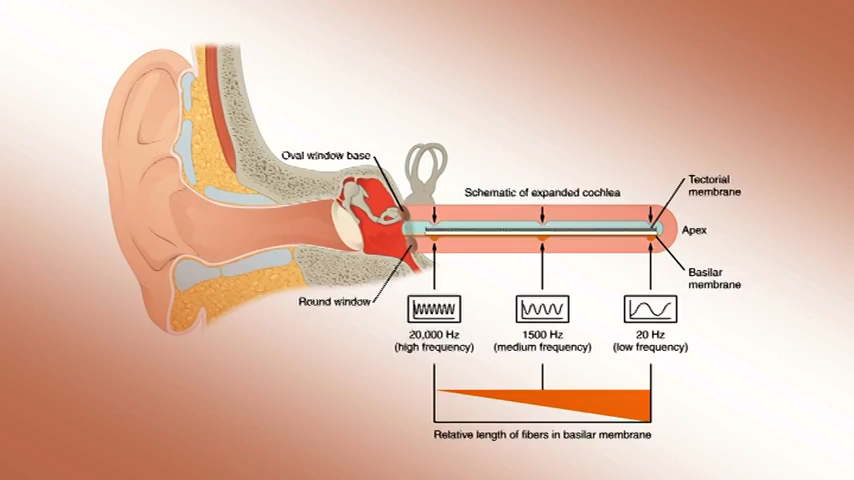 Oval window base
Schematic of expanded cochlea
Tectorial
membrane
Apex
Basilar
membrane
Round window
20,000 Hz
(high frequency)
1500 Hz
(medium frequency)
20 Hz
(low frequency)
Relative length of fibers in basilar membrane